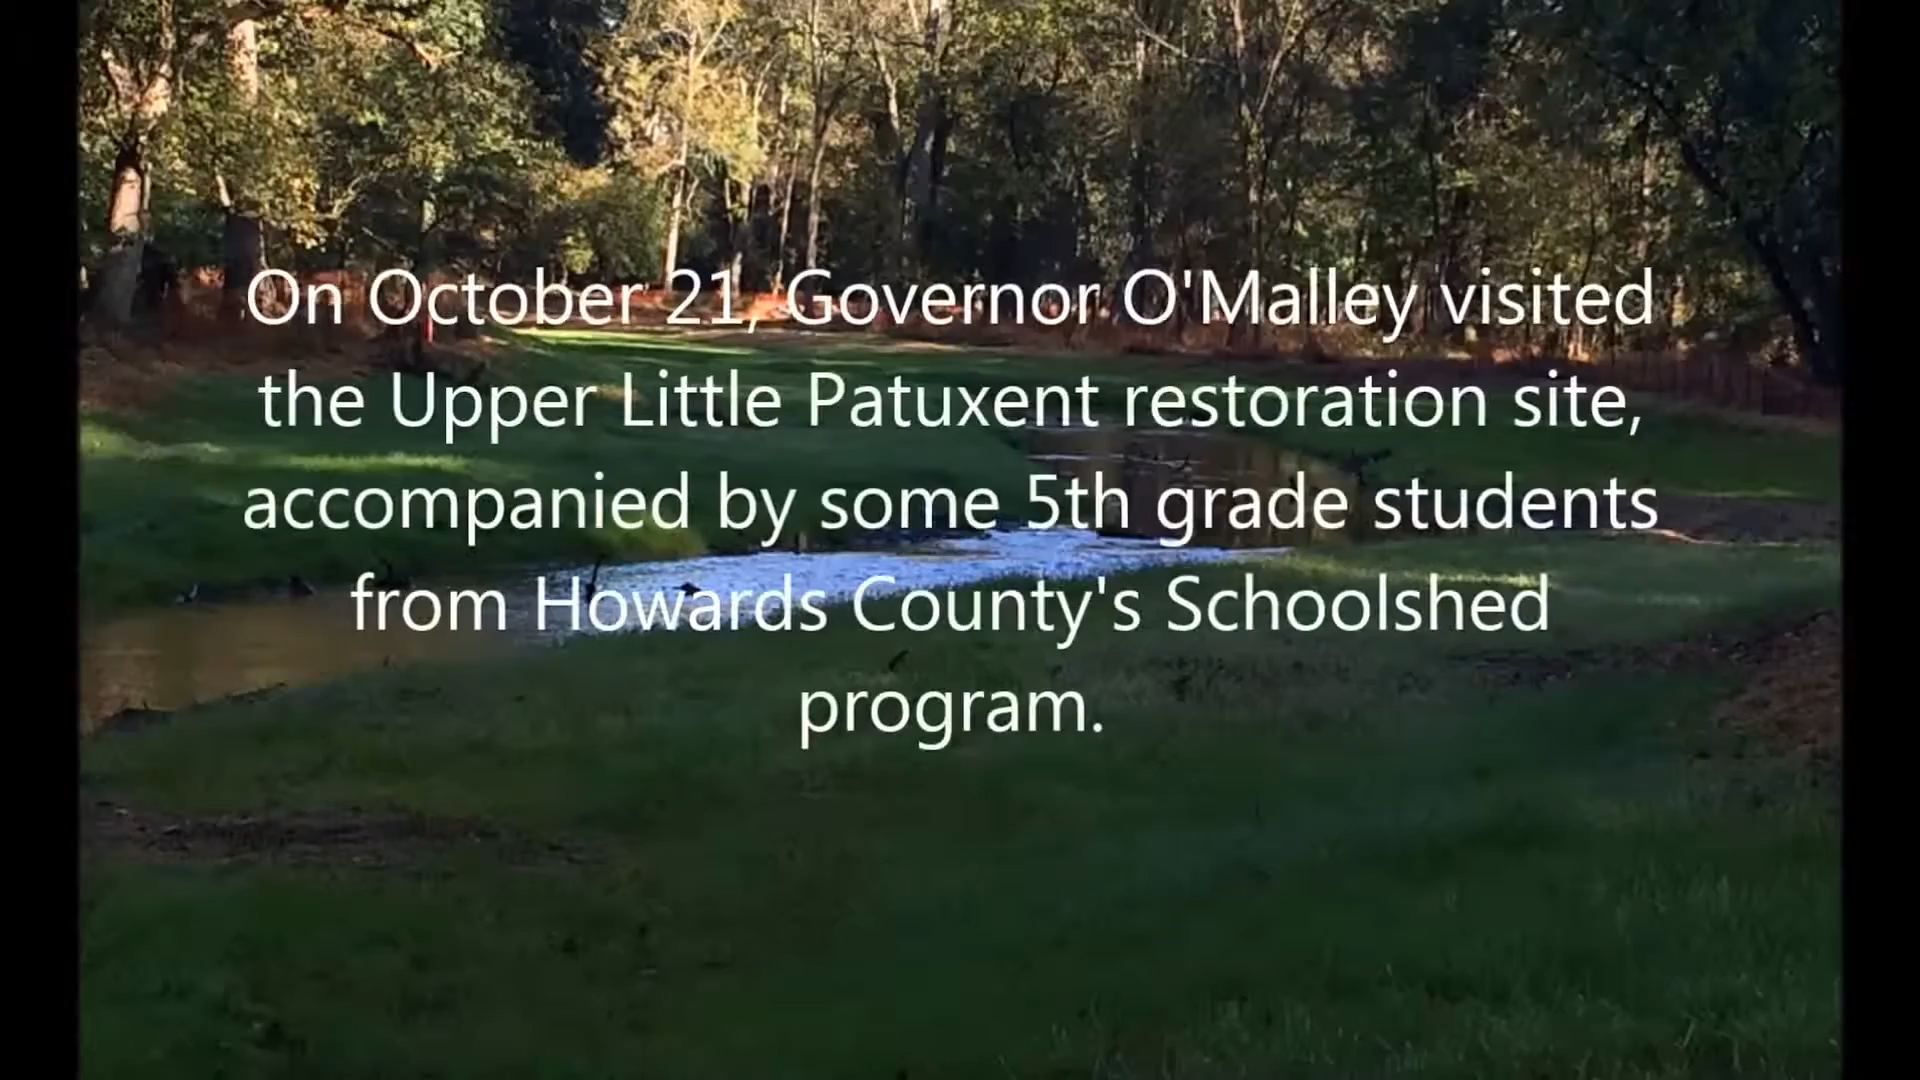 On October 21, Governor O'Malley visited
the Upper Little Patuxent restoration site,
accompanied by some 5th grade students
from Howards County's Schoolshed
program.